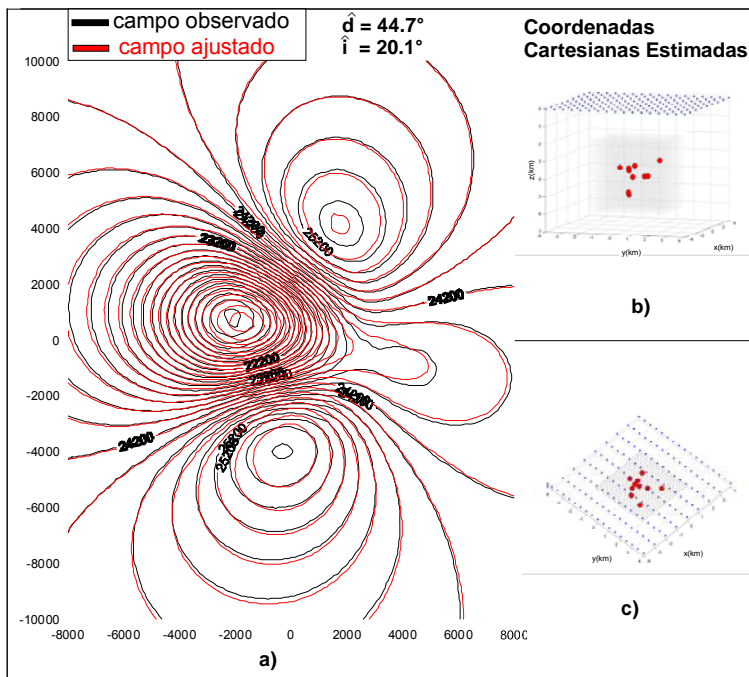 campo observado
campo ajustado
d̂ = 44.7°
î = 20.1°
Coordenadas
Cartesianas Estimadas
10000
8000
6000
4000
2000
0
-2000
-4000
-6000
-8000
-10000
-8000 -6000 -4000 -2000 0 2000 4000 6000 8000
24200
23200
25200
24200
22200
24200
a)
z(km)
y(km)
x(km)
b)
y(km)
x(km)
c)